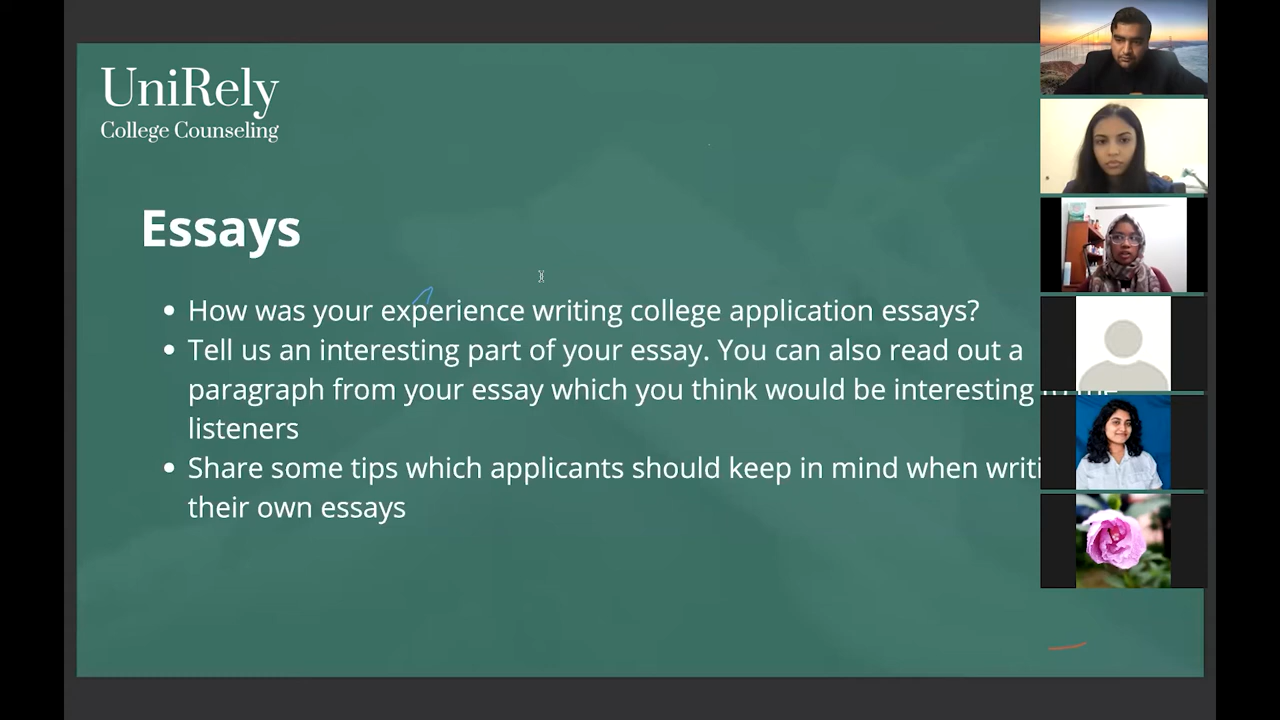 UniRely
College Counseling
Essays
• How was your experience writing college application essays?
• Tell us an interesting part of your essay. You can also read out a
paragraph from your essay which you think would be interesting
listeners
• Share some tips which applicants should keep in mind when
their own essays